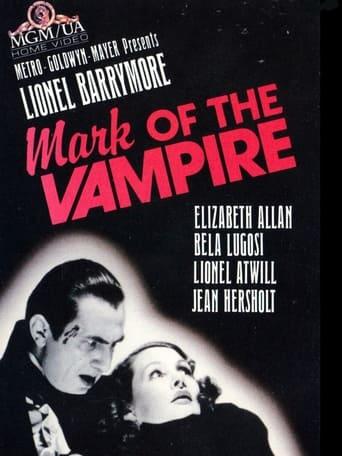 MGM/UA
HOME VIDEO
METRO-GOLDWYN-MAYER Presents
LIONEL BARRYMORE
Mark OF THE
VAMPIRE
ELIZABETH ALLAN
BELA LUGOSI
LIONEL ATWILL
JEAN HERSHOLT